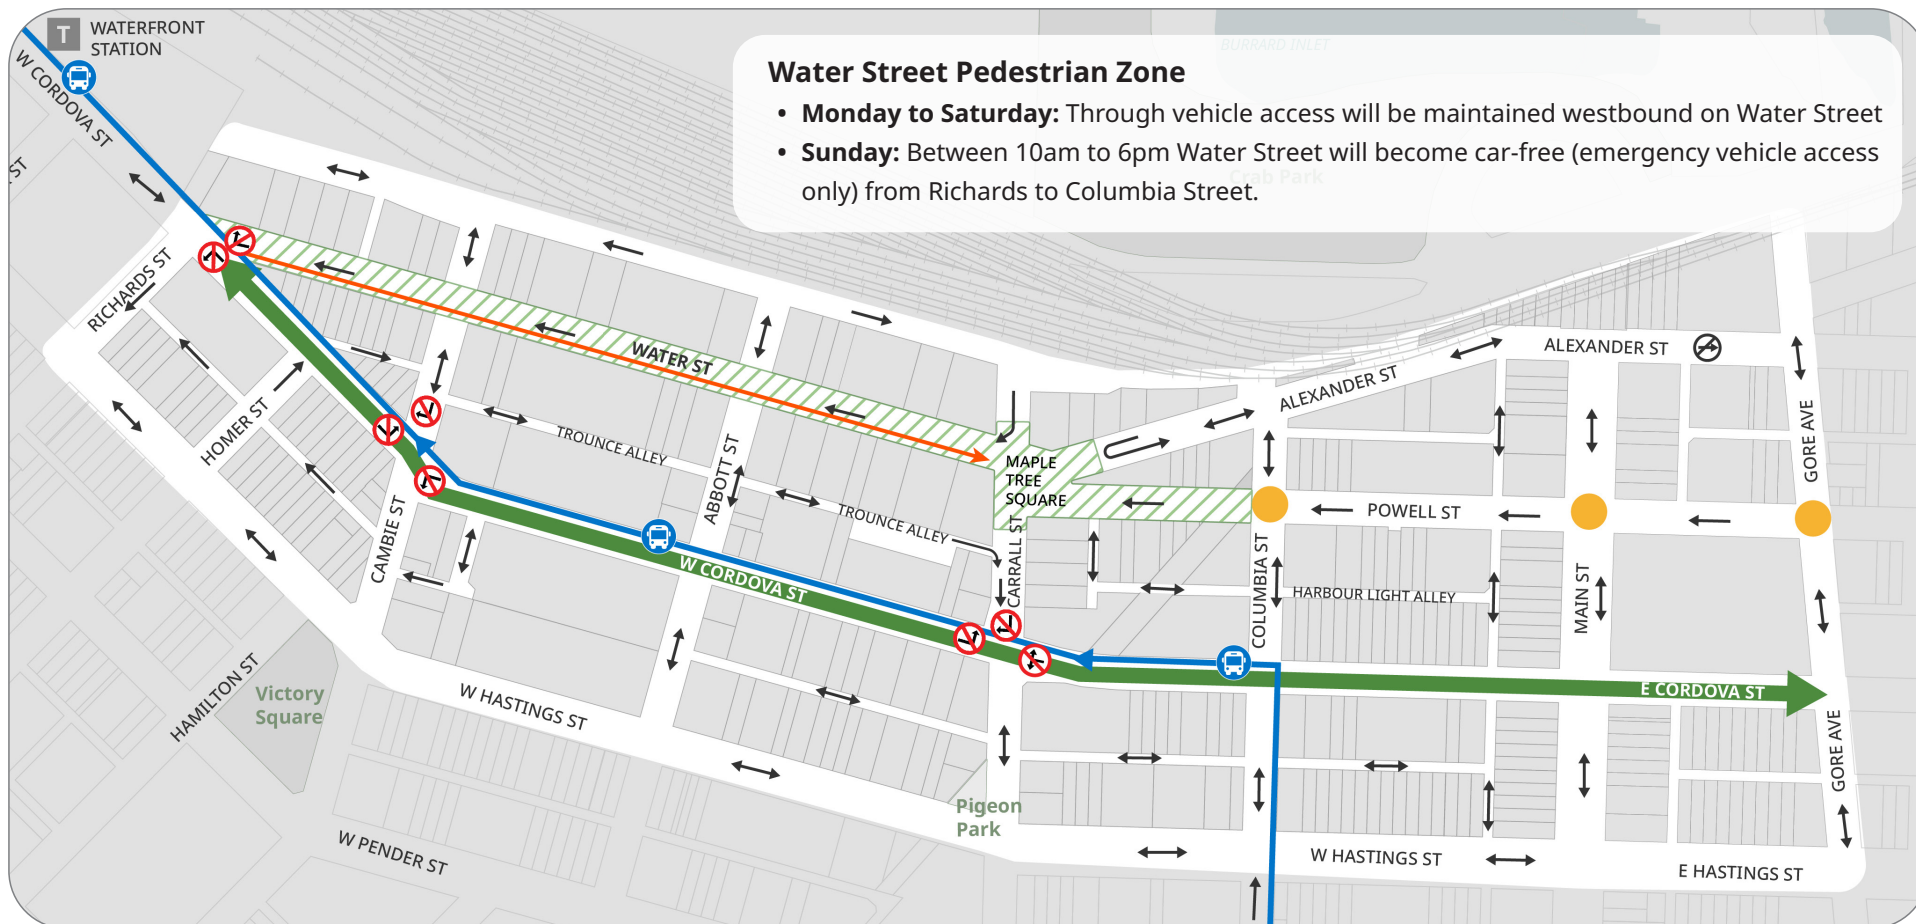 T
WATERFRONT
STATION
W CORDOVA ST
BURRARD INLET
Water Street Pedestrian Zone
• Monday to Saturday: Through vehicle access will be maintained westbound on Water Street
• Sunday: Between 10am to 6pm Water Street will become car-free (emergency vehicle access
only) from Richards to Columbia Street.
Crab Park
ST
RICHARDS ST
HOMER ST
WATER ST
TROUNCE ALLEY
ABBOTT ST
TROUNCE ALLEY
MAPLE
TREE
SQUARE
ALEXANDER ST
ALEXANDER ST
GORE AVE
POWELL ST
CAMBIE ST
W CORDOVA ST
CARRALL ST
COLUMBIA ST
HARBOUR LIGHT ALLEY
MAIN ST
E CORDOVA ST
HAMILTON ST
Victory
Square
W HASTINGS ST
GORE AVE
Pigeon
Park
W PENDER ST
W HASTINGS ST
E HASTINGS ST